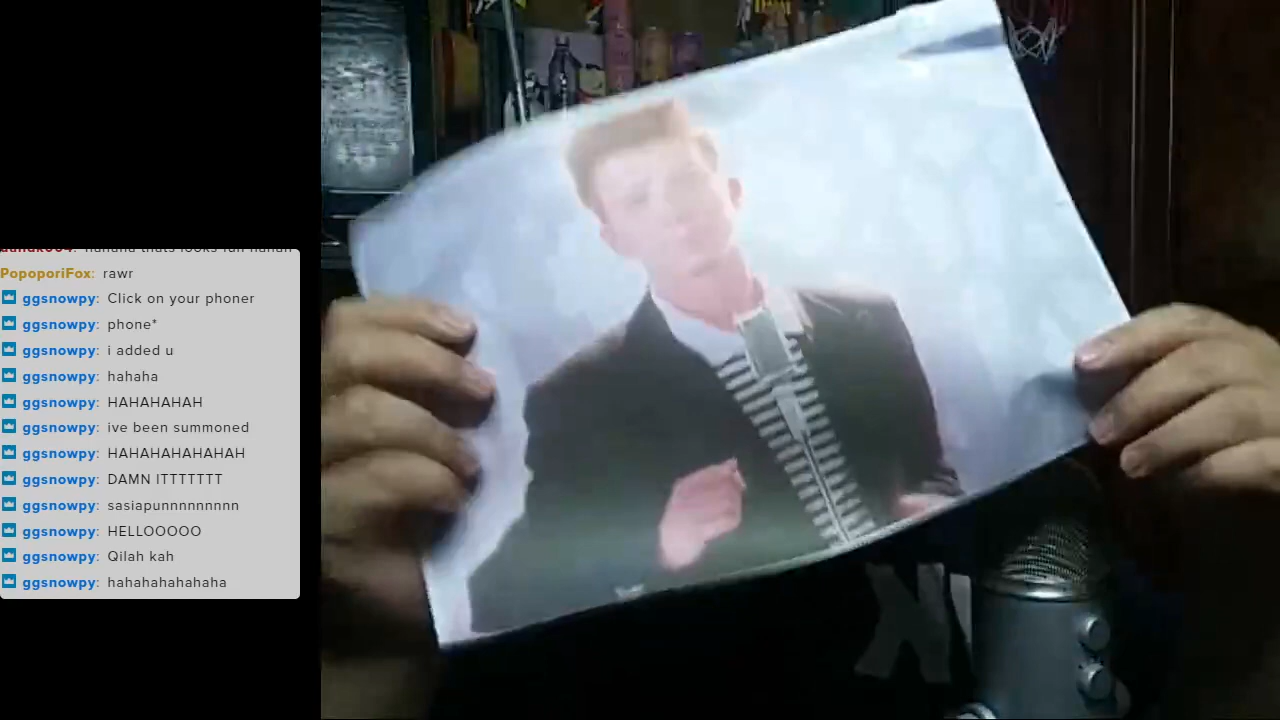 PopoporiFox: rawr
ggsnowpy: Click on your phoner
ggsnowpy: phone*
ggsnowpy: i added u
ggsnowpy: hahaha
ggsnowpy: HAHAHAHAH
ggsnowpy: ive been summoned
ggsnowpy: HAHAHAHAHAHAH
ggsnowpy: DAMN ITTTTTTT
ggsnowpy: sasiapunnnnnnnnn
ggsnowpy: HELLOOOOO
ggsnowpy: Qilah kah
ggsnowpy: hahahahahahaha